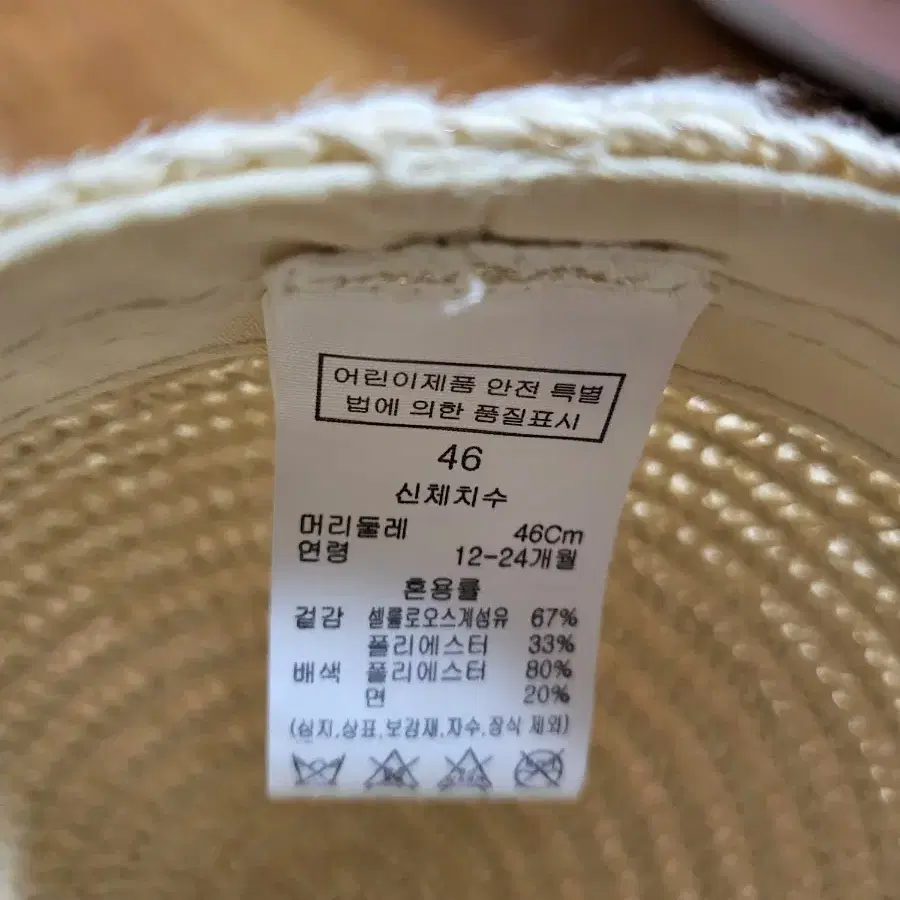 어린이제품 안전 특별
법에 의한 품질표시
46
신체치수
머리둘레 46Cm
연령 12-24개월
혼용률
겉감 셀룰로오스계섬유 67%
폴리에스터 33%
배색 폴리에스터 80%
면 20%
(심지,상표,보강재,자수,장식 제외)